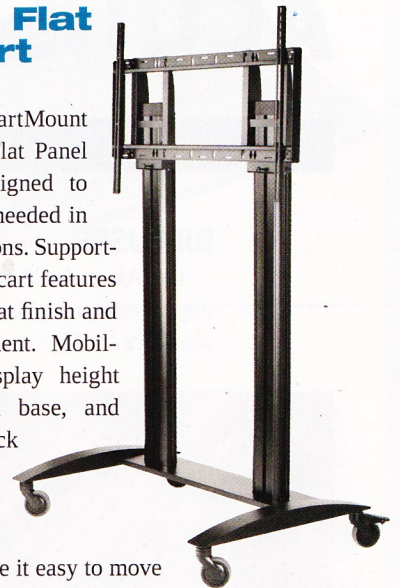 Flat
rt
artMount
lat Panel
igned to
needed in
ons. Support-
cart features
at finish and
ent. Mobil-
splay height
base, and
ck
e it easy to move